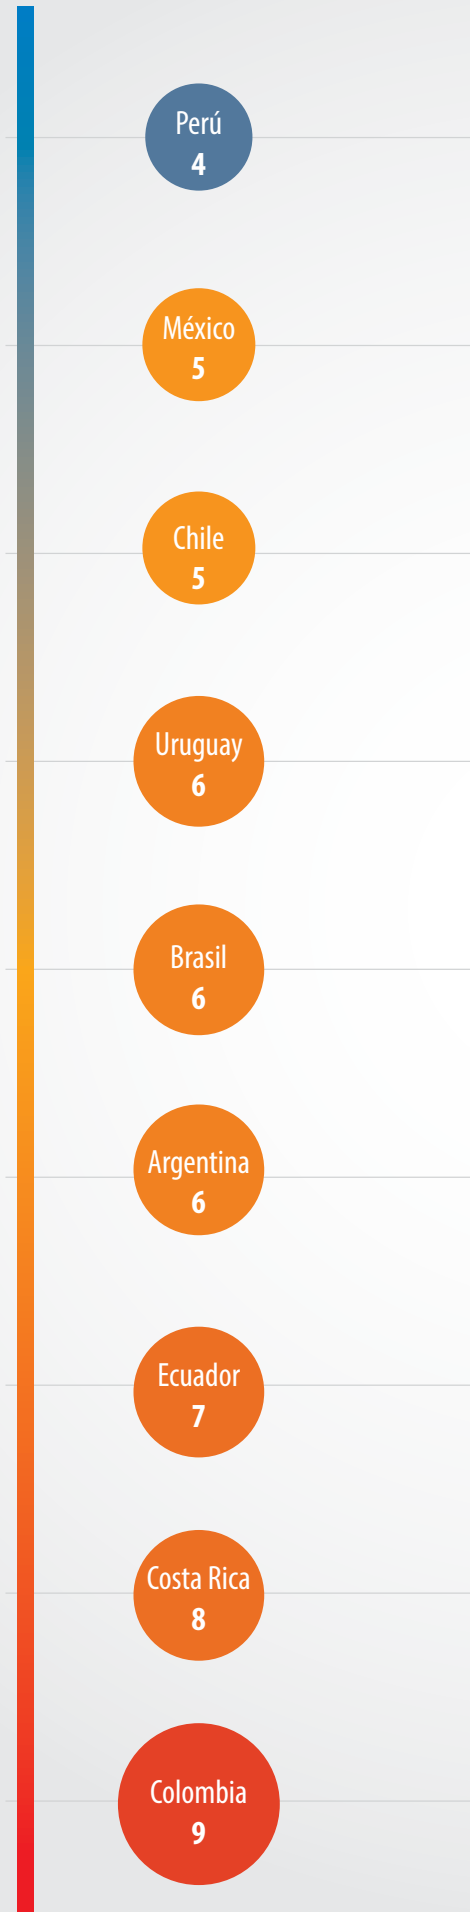 Perú
4
México
5
Chile
5
Uruguay
6
Brasil
6
Argentina
6
Ecuador
7
Costa Rica
8
Colombia
9